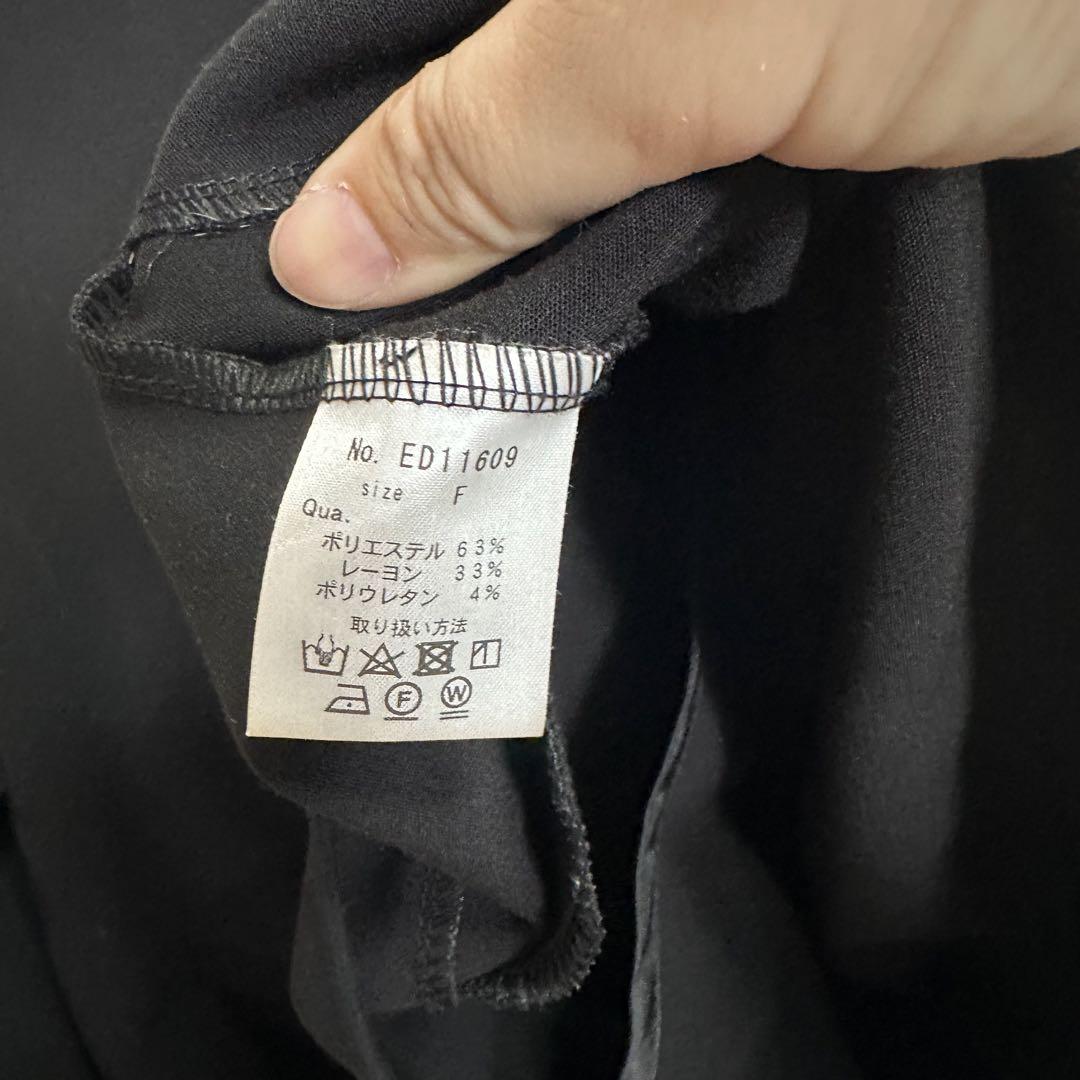 No. ED11609
size F
Qua.
ポリエステル 63%
レーヨン 33%
ポリウレタン 4%
取り扱い方法
F W